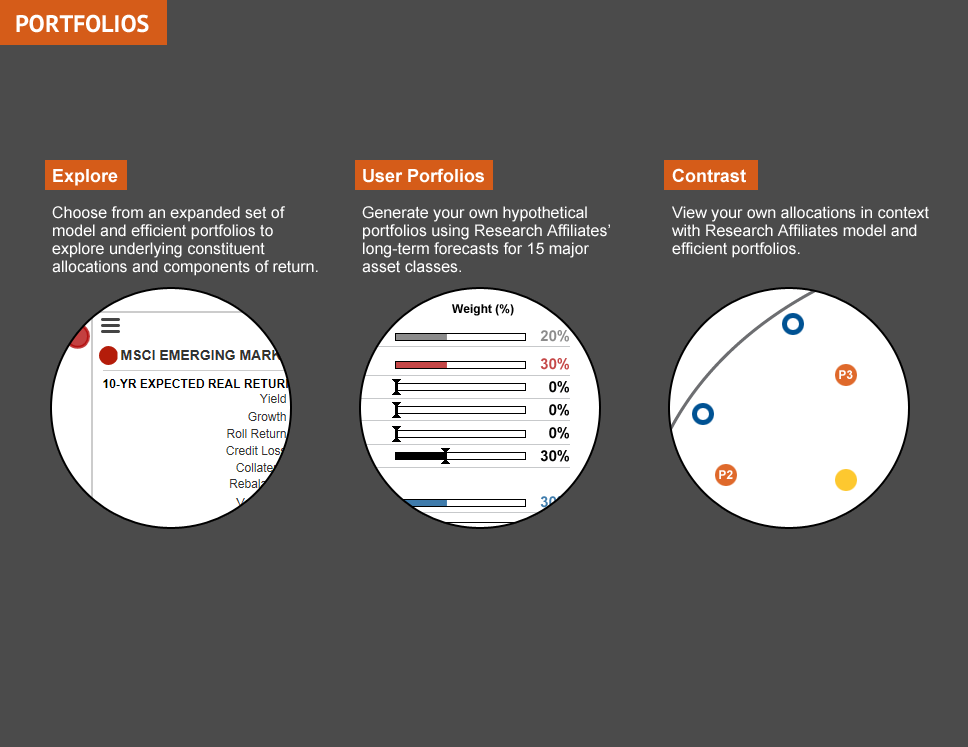 PORTFOLIOS
Explore
Choose from an expanded set of
model and efficient portfolios to
explore underlying constituent
allocations and components of return.
MSCI EMERGING MARK
10-YR EXPECTED REAL RETUR
Yield
Growth
Roll Return
Credit Loss
Collate
Rebala
User Porfolios
Generate your own hypothetical
portfolios using Research Affiliates’
long-term forecasts for 15 major
asset classes.
Weight (%)
20%
30%
0%
0%
0%
30%
30
Contrast
View your own allocations in context
with Research Affiliates model and
efficient portfolios.
P3
P2